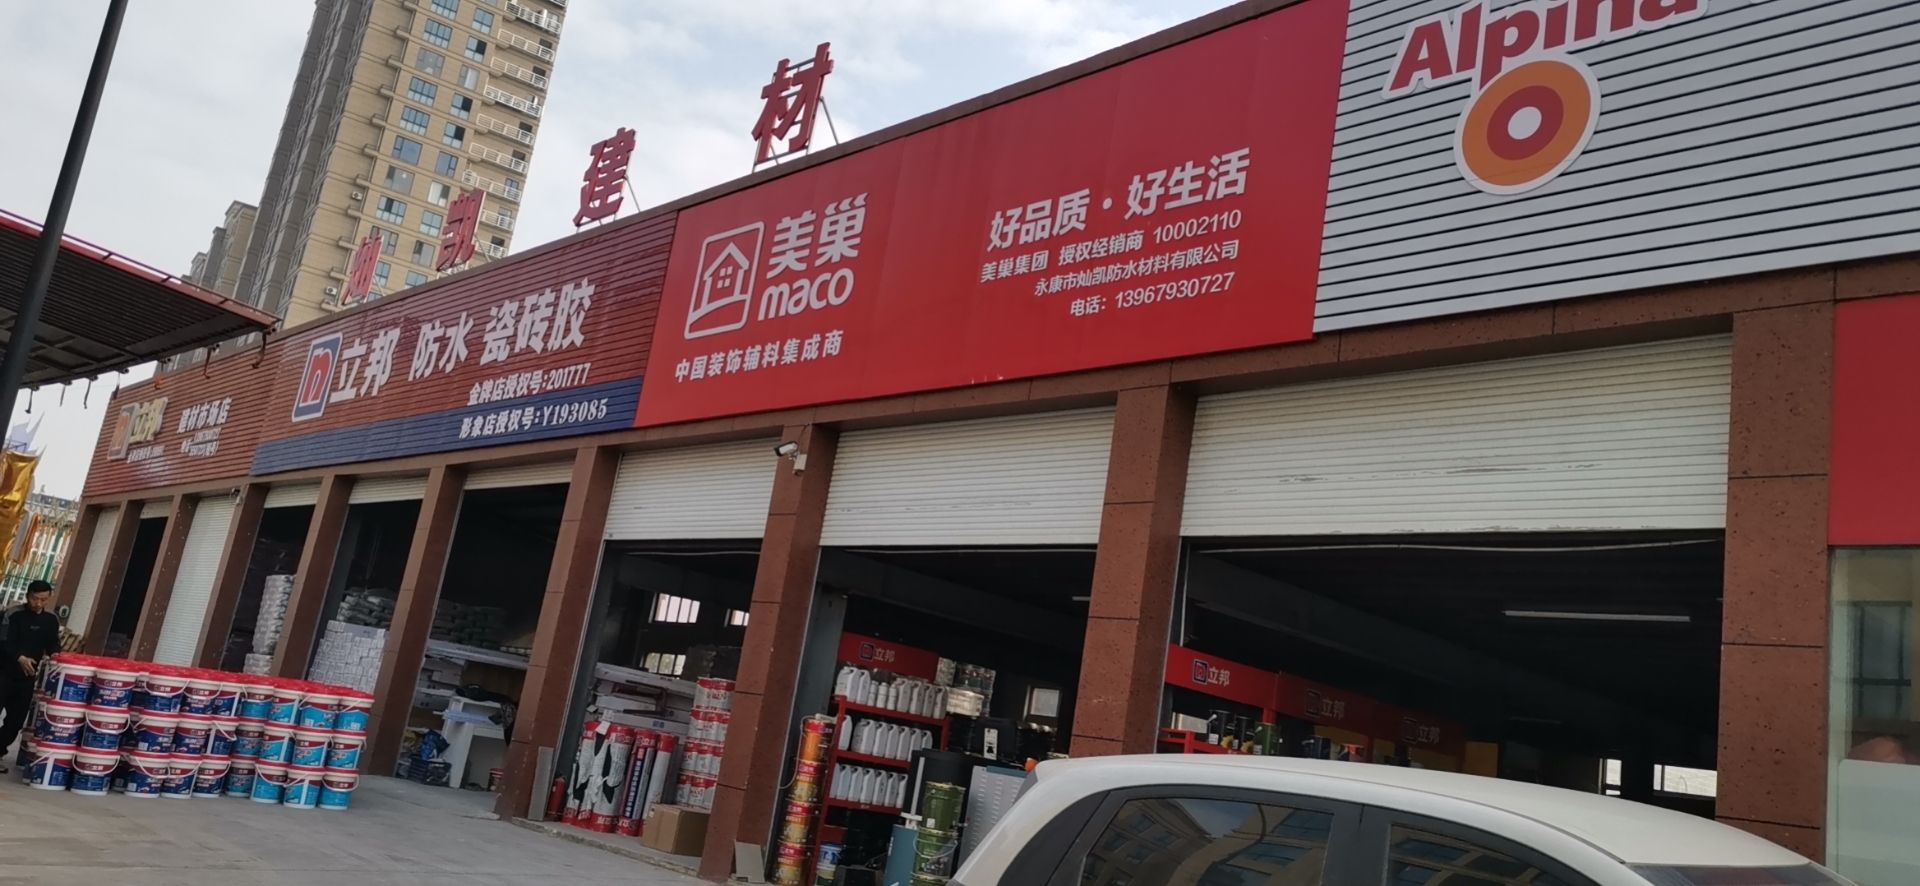 灿凯建材
立邦
建材市场店
立邦 防水 瓷砖胶
金牌店授权号:201777
形象店授权号:Y193085
美巢
maco
中国装饰辅料集成商
好品质·好生活
美巢集团 授权经销商 10002110
永康市灿凯防水材料有限公司
电话：13967930727
Alpina
立邦
立邦
立邦
立邦